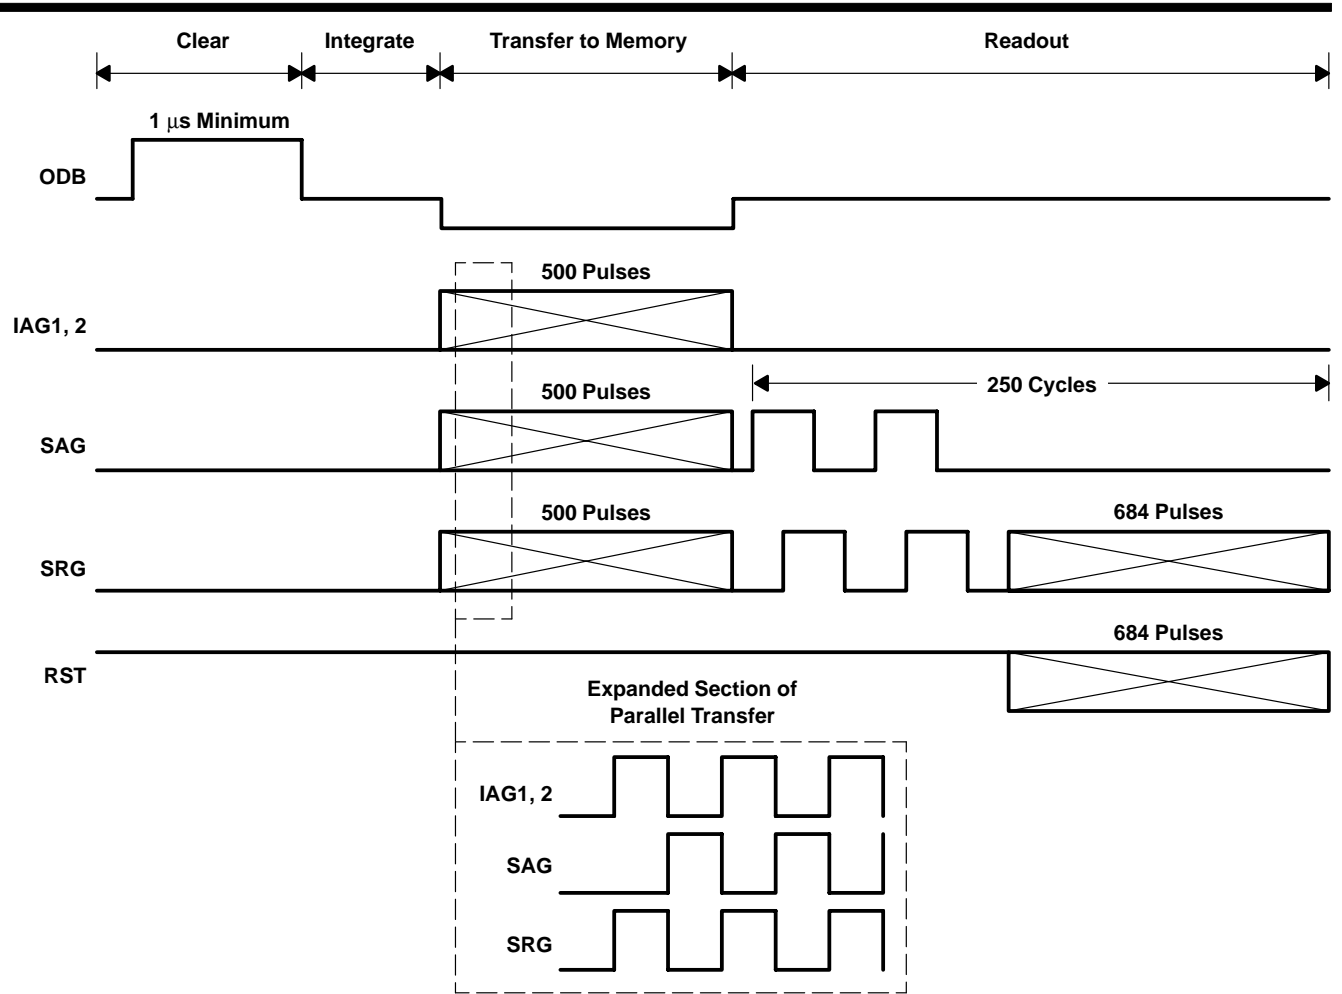 Clear
Integrate
Transfer to Memory
Readout
1 μs Minimum
ODB
500 Pulses
IAG1, 2
250 Cycles
500 Pulses
SAG
500 Pulses
684 Pulses
SRG
684 Pulses
RST
Expanded Section of
Parallel Transfer
IAG1, 2
SAG
SRG